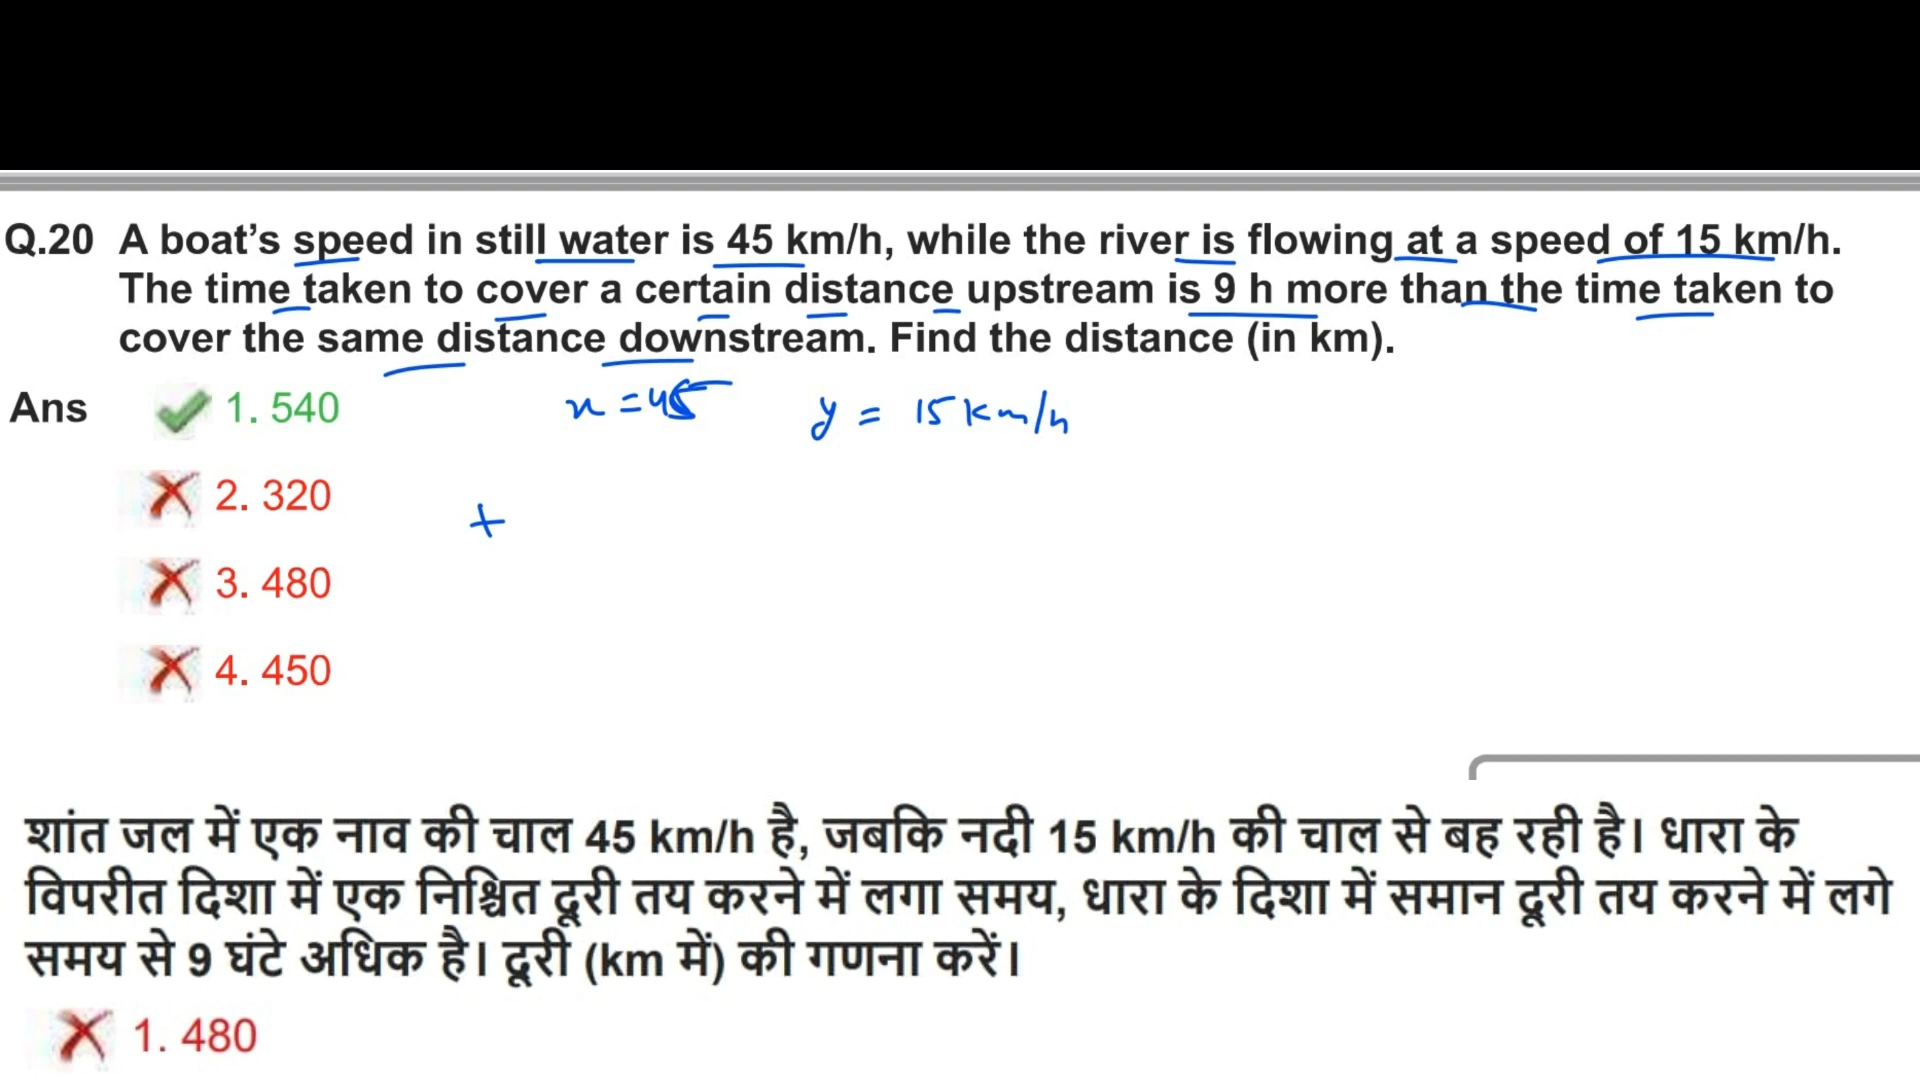 Q.20 A boat’s speed in still water is 45 km/h, while the river is flowing at a speed of 15 km/h.
The time taken to cover a certain distance upstream is 9 h more than the time taken to
cover the same distance downstream. Find the distance (in km).
Ans 1. 540
x = 45 y = 15 km/h
2. 320
+
3. 480
4. 450
शांत जल में एक नाव की चाल 45 km/h है, जबकि नदी 15 km/h की चाल से बह रही है। धारा के
विपरीत दिशा में एक निश्चित दूरी तय करने में लगा समय, धारा के दिशा में समान दूरी तय करने में लगे
समय से 9 घंटे अधिक है। दूरी (km में) की गणना करें।
1. 480